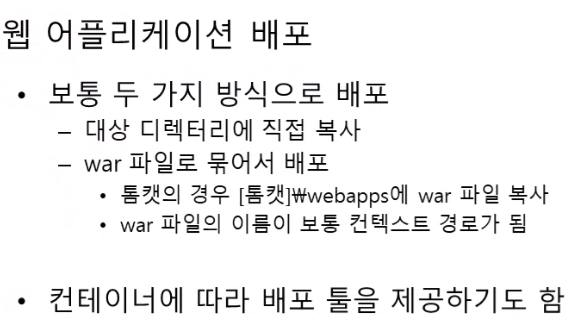 웹 어플리케이션 배포
• 보통 두 가지 방식으로 배포
– 대상 디렉터리에 직접 복사
– war 파일로 묶어서 배포
• 톰캣의 경우 [톰캣]₩webapps에 war 파일 복사
• war 파일의 이름이 보통 컨텍스트 경로가 됨
• 컨테이너에 따라 배포 툴을 제공하기도 함